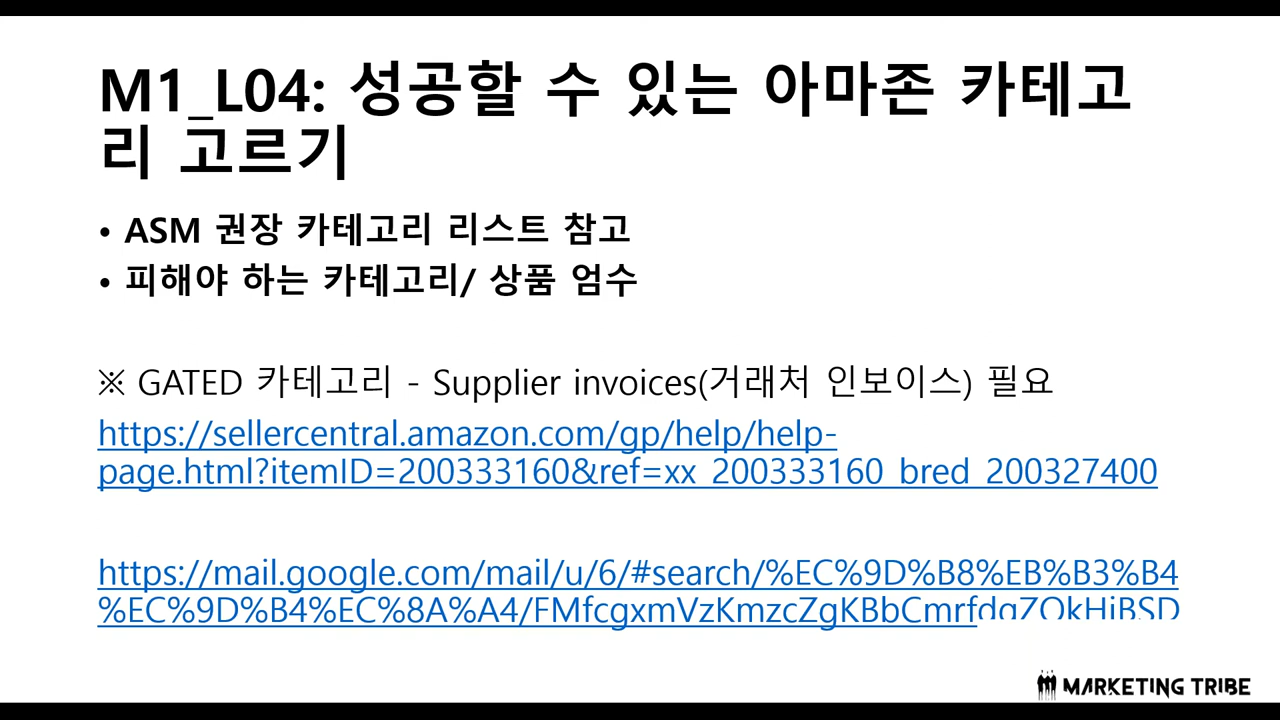 M1_L04: 성공할 수 있는 아마존 카테고
리 고르기
• ASM 권장 카테고리 리스트 참고
• 피해야 하는 카테고리/ 상품 엄수
※ GATED 카테고리 - Supplier invoices(거래처 인보이스) 필요
https://sellercentral.amazon.com/gp/help/help-
page.html?itemID=200333160&ref=xx_200333160_bred_200327400
https://mail.google.com/mail/u/6/#search/%EC%9D%B8%EB%B3%B4
%EC%9D%B4%EC%8A%A4/FMfcgxmVzKmzcZgKBbCmrfdqZQkHjBSD
MARKETING TRIBE